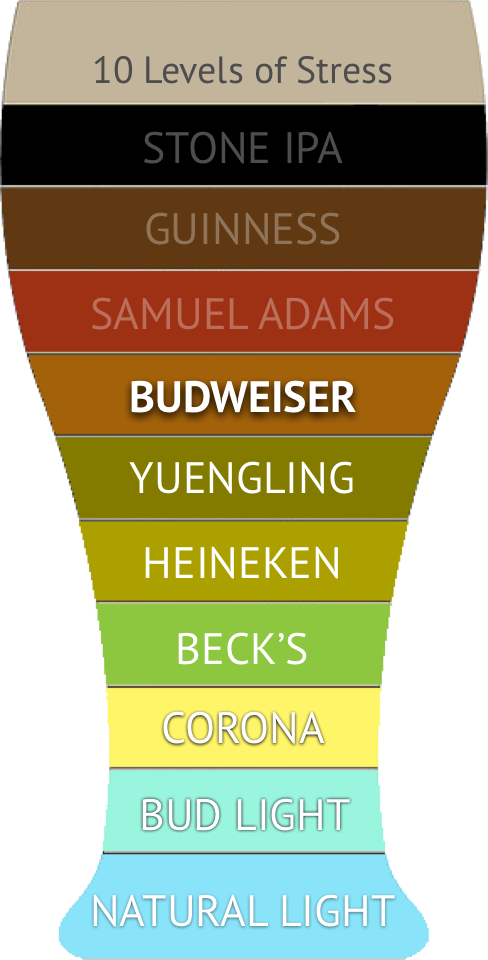 10 Levels of Stress
STONE IPA
GUINNESS
SAMUEL ADAMS
BUDWEISER
YUENGLING
HEINEKEN
BECK’S
CORONA
BUD LIGHT
NATURAL LIGHT